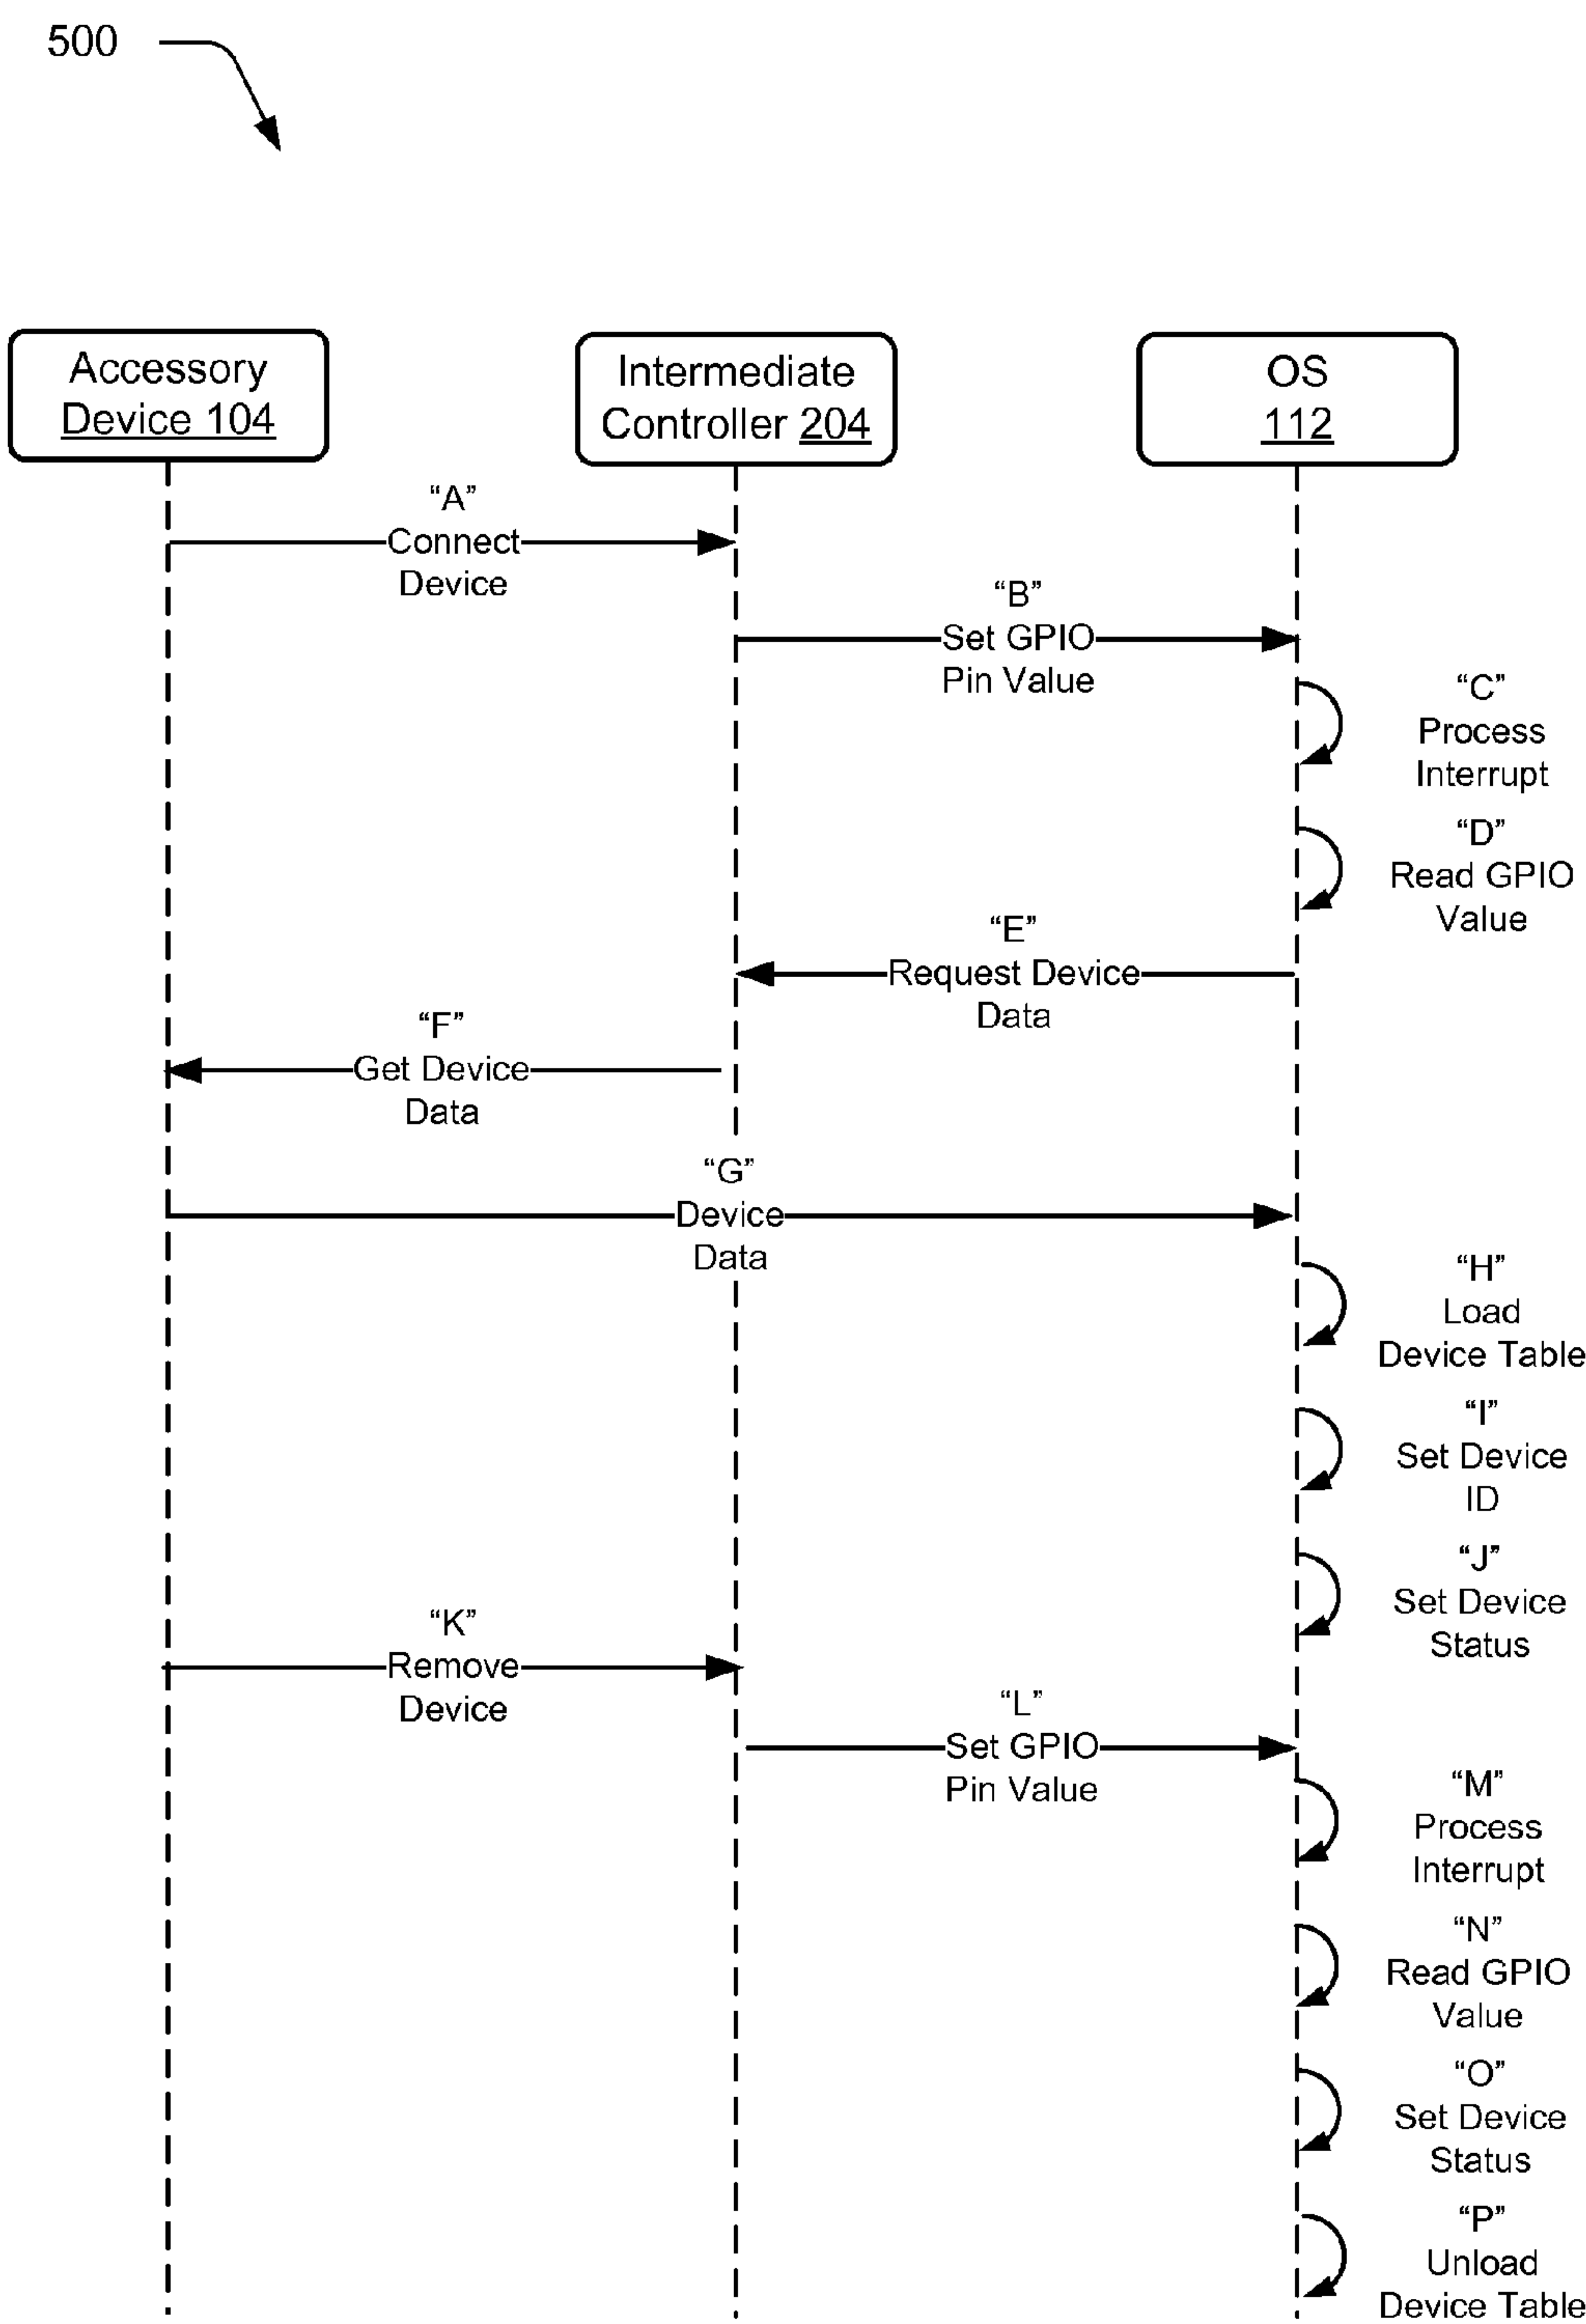 500
Accessory
Device 104
Intermediate
Controller 204
OS
112
“A”
Connect
Device
“B”
Set GPIO
Pin Value
“C”
Process
Interrupt
“D”
Read GPIO
Value
“E”
Request Device
Data
“F”
Get Device
Data
“G”
Device
Data
“H”
Load
Device Table
“I”
Set Device
ID
“J”
Set Device
Status
“K”
Remove
Device
“L”
Set GPIO
Pin Value
“M”
Process
Interrupt
“N”
Read GPIO
Value
“O”
Set Device
Status
“P”
Unload
Device Table